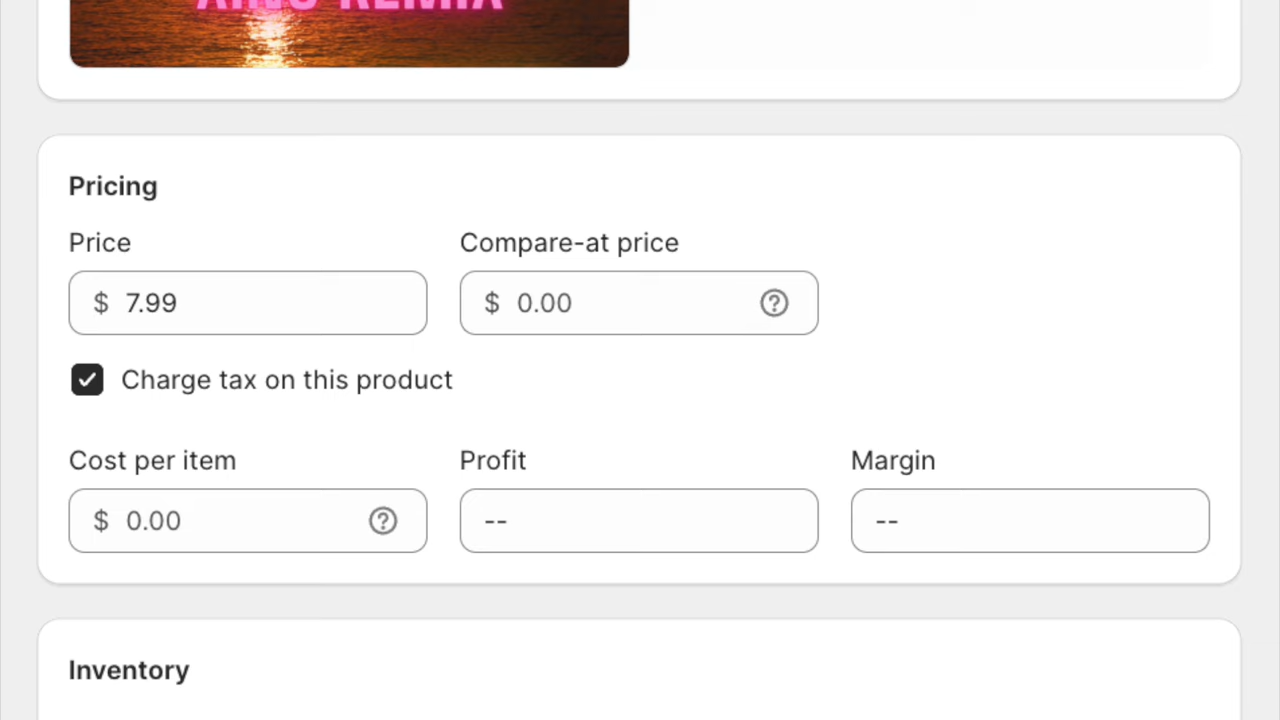 REMIX
Pricing
Price
Compare-at price
$ 7.99
$ 0.00
Charge tax on this product
Cost per item
Profit
Margin
$ 0.00
--
--
Inventory